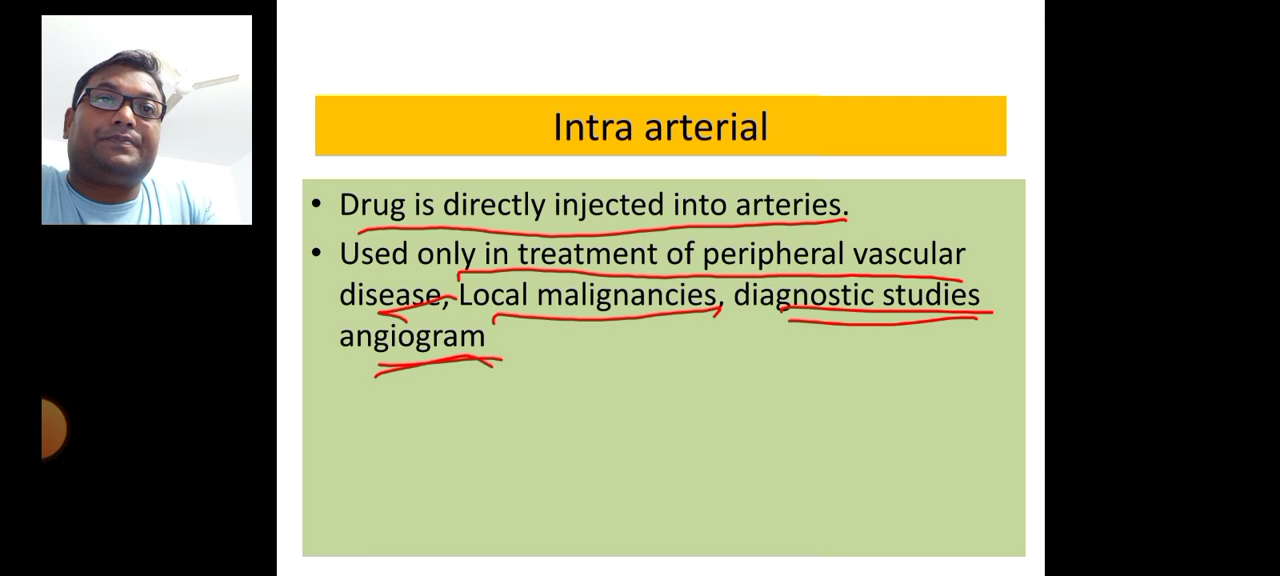 Intra arterial
• Drug is directly injected into arteries.
• Used only in treatment of peripheral vascular
disease, Local malignancies, diagnostic studies
angiogram